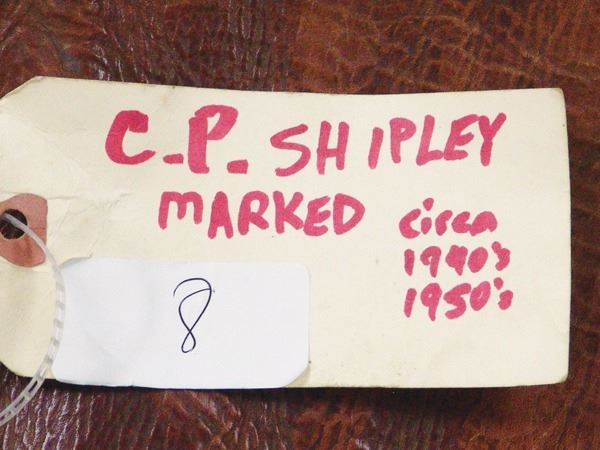 C.P. SHIPLEY
MARKED
circa
1940's
1950's
8